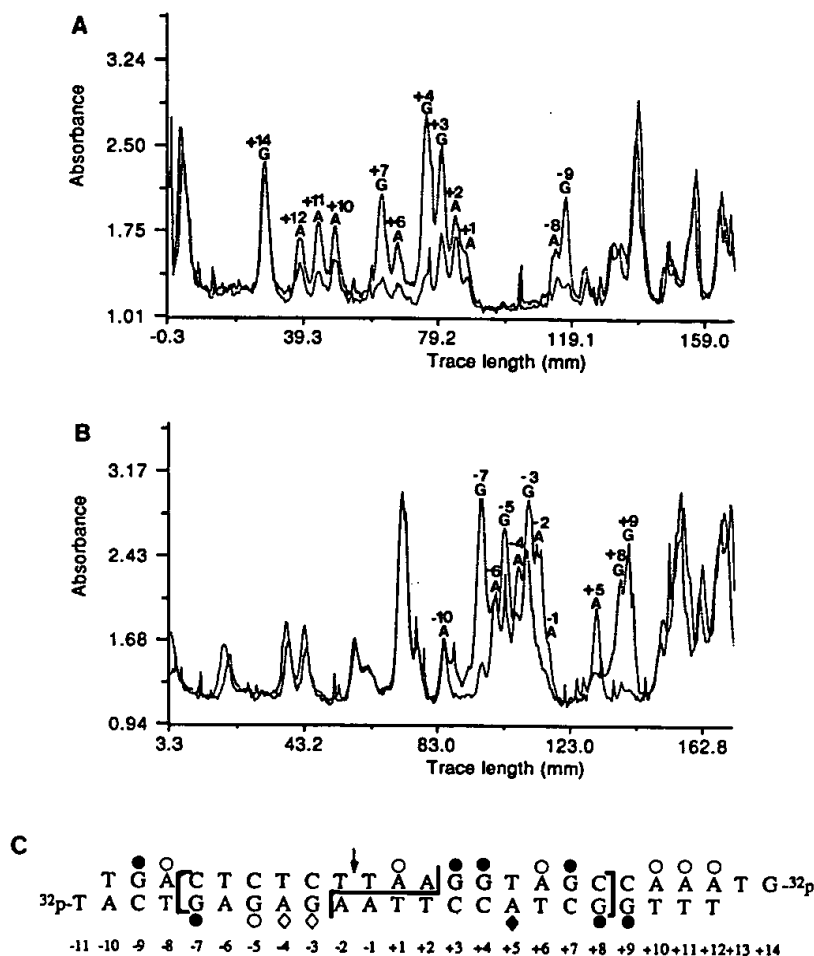 A
Absorbance
3.24
2.50
1.75
1.01
+14
G
+12
A
+11
A
+10
A
+7
G
+6
A
+4
G
+3
G
+2
A
+1
A
-8
A
-9
G
-0.3 39.3 79.2 119.1 159.0
Trace length (mm)
B
Absorbance
3.17
2.43
1.68
0.94
-10
A
-7
G
-6
A
-5
G
-4
A
-3
G
-2
A
-1
A
+5
A
+8
G
+9
G
3.3 43.2 83.0 123.0 162.8
Trace length (mm)
C
T G A C T C T C T T A A G G T A G C C A A A T G-32p
32p-T A C T G A G A G A A T T C C A T C G G T T T
-11 -10 -9 -8 -7 -6 -5 -4 -3 -2 -1 +1 +2 +3 +4 +5 +6 +7 +8 +9 +10 +11 +12 +13 +14